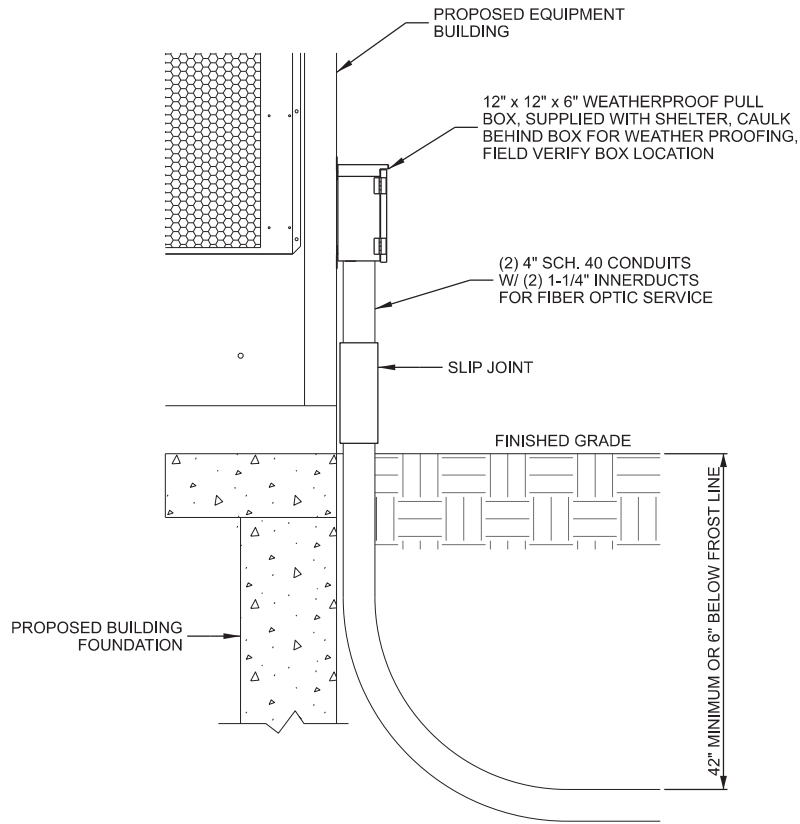 PROPOSED EQUIPMENT
BUILDING
12" x 12" x 6" WEATHERPROOF PULL
BOX, SUPPLIED WITH SHELTER, CAULK
BEHIND BOX FOR WEATHER PROOFING,
FIELD VERIFY BOX LOCATION
(2) 4" SCH. 40 CONDUITS
W/ (2) 1-1/4" INNERDUCTS
FOR FIBER OPTIC SERVICE
SLIP JOINT
FINISHED GRADE
42" MINIMUM OR 6" BELOW FROST LINE
PROPOSED BUILDING
FOUNDATION